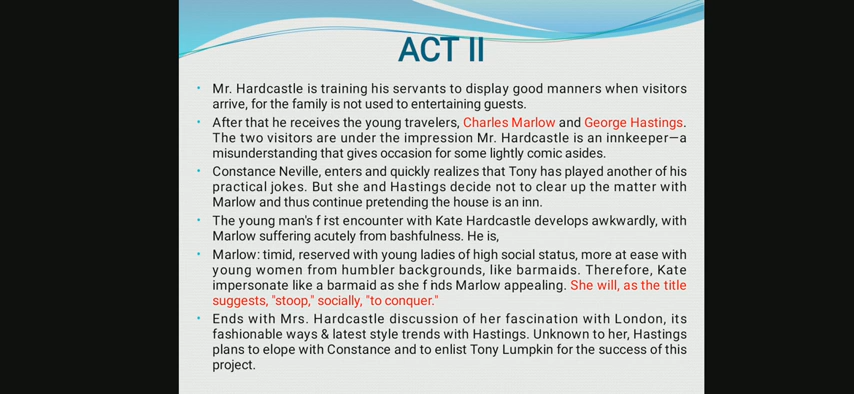 ACT II
• Mr. Hardcastle is training his servants to display good manners when visitors
arrive, for the family is not used to entertaining guests.
• After that he receives the young travelers, Charles Marlow and George Hastings.
The two visitors are under the impression Mr. Hardcastle is an innkeeper—a
misunderstanding that gives occasion for some lightly comic asides.
• Constance Neville, enters and quickly realizes that Tony has played another of his
practical jokes. But she and Hastings decide not to clear up the matter with
Marlow and thus continue pretending the house is an inn.
• The young man's f irst encounter with Kate Hardcastle develops awkwardly, with
Marlow suffering acutely from bashfulness. He is,
• Marlow: timid, reserved with young ladies of high social status, more at ease with
young women from humbler backgrounds, like barmaids. Therefore, Kate
impersonate like a barmaid as she f inds Marlow appealing. She will, as the title
suggests, "stoop," socially, "to conquer."
• Ends with Mrs. Hardcastle discussion of her fascination with London, its
fashionable ways & latest style trends with Hastings. Unknown to her, Hastings
plans to elope with Constance and to enlist Tony Lumpkin for the success of this
project.